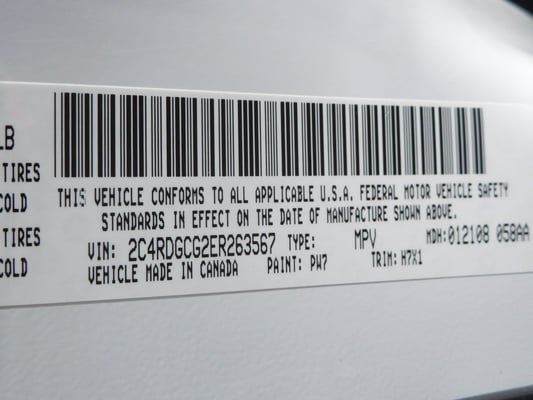 LB
TIRES
COLD
TIRES
COLD
THIS VEHICLE CONFORMS TO ALL APPLICABLE U.S.A. FEDERAL MOTOR VEHICLE SAFETY
STANDARDS IN EFFECT ON THE DATE OF MANUFACTURE SHOWN ABOVE.
VIN: 2C4RDGCG2ER263567 TYPE: MPV MDH:012108 058AA
VEHICLE MADE IN CANADA PAINT: PW7 TRIM: H7X1